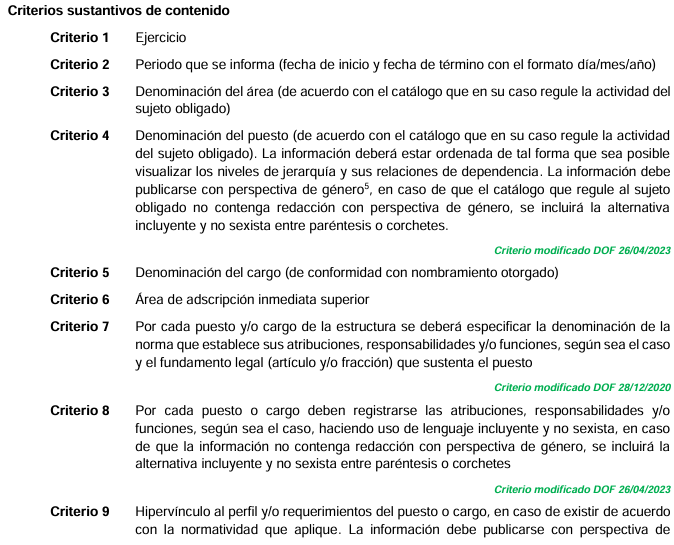 Criterios sustantivos de contenido
Criterio 1 Ejercicio
Criterio 2 Periodo que se informa (fecha de inicio y fecha de término con el formato día/mes/año)
Criterio 3 Denominación del área (de acuerdo con el catálogo que en su caso regule la actividad del
sujeto obligado)
Criterio 4 Denominación del puesto (de acuerdo con el catálogo que en su caso regule la actividad
del sujeto obligado). La información deberá estar ordenada de tal forma que sea posible
visualizar los niveles de jerarquía y sus relaciones de dependencia. La información debe
publicarse con perspectiva de género5, en caso de que el catálogo que regule al sujeto
obligado no contenga redacción con perspectiva de género, se incluirá la alternativa
incluyente y no sexista entre paréntesis o corchetes.
Criterio modificado DOF 26/04/2023
Criterio 5 Denominación del cargo (de conformidad con nombramiento otorgado)
Criterio 6 Área de adscripción inmediata superior
Criterio 7 Por cada puesto y/o cargo de la estructura se deberá especificar la denominación de la
norma que establece sus atribuciones, responsabilidades y/o funciones, según sea el caso
y el fundamento legal (artículo y/o fracción) que sustenta el puesto
Criterio modificado DOF 28/12/2020
Criterio 8 Por cada puesto o cargo deben registrarse las atribuciones, responsabilidades y/o
funciones, según sea el caso, haciendo uso de lenguaje incluyente y no sexista, en caso
de que la información no contenga redacción con perspectiva de género, se incluirá la
alternativa incluyente y no sexista entre paréntesis o corchetes
Criterio modificado DOF 26/04/2023
Criterio 9 Hipervínculo al perfil y/o requerimientos del puesto o cargo, en caso de existir de acuerdo
con la normatividad que aplique. La información debe publicarse con perspectiva de